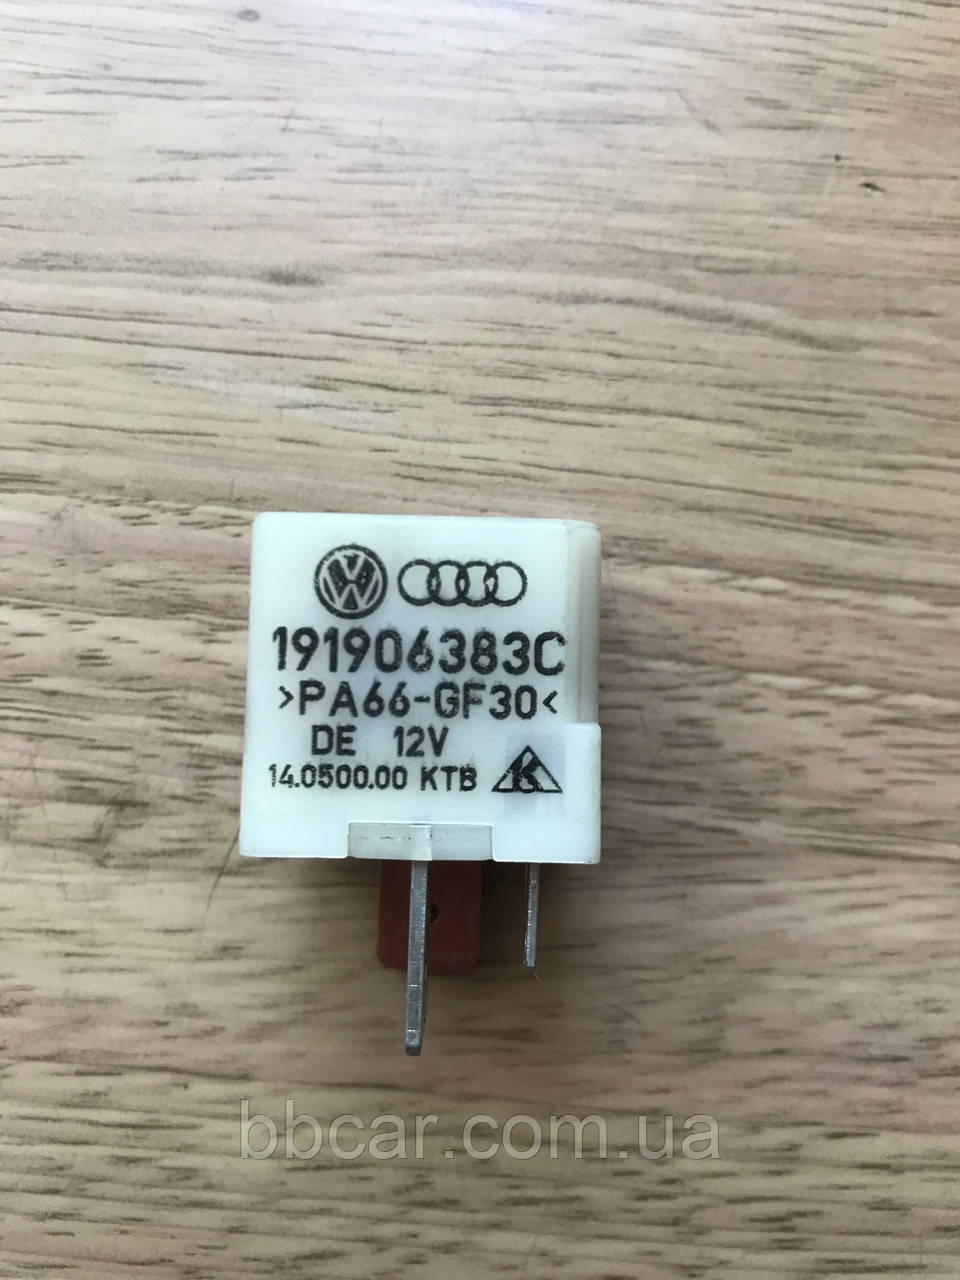 191906383C
>PA66-GF30<
DE 12V
14.0500.00 KTB K
bbcar.com.ua